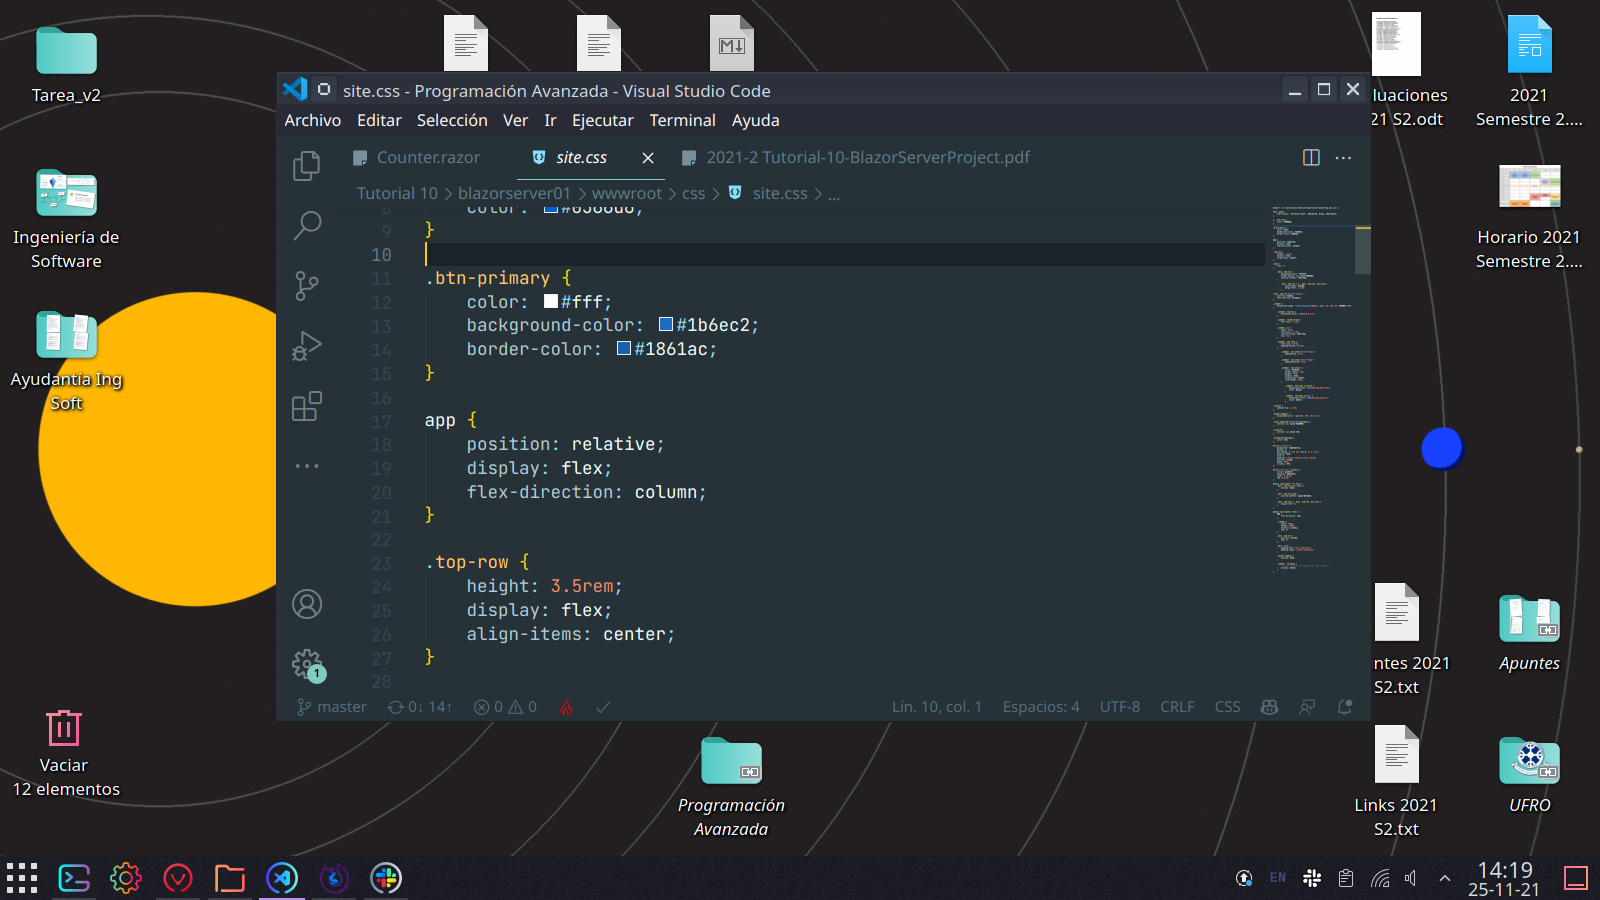 Tarea_v2
Ingeniería de
Software
Ayudantía Ing
Soft
Vaciar
12 elementos
site.css - Programación Avanzada - Visual Studio Code
Archivo Editar Selección Ver Ir Ejecutar Terminal Ayuda
Counter.razor site.css 2021-2 Tutorial-10-BlazorServerProject.pdf
Tutorial 10 > blazorserver01 > wwwroot > css > site.css > ...
9 }
10
11 .btn-primary {
12 color: #fff;
13 background-color: #1b6ec2;
14 border-color: #1861ac;
15 }
16
17 app {
18 position: relative;
19 display: flex;
20 flex-direction: column;
21 }
22
23 .top-row {
24 height: 3.5rem;
25 display: flex;
26 align-items: center;
27 }
28
1
master 0↓ 14↑ 0 0 Lín. 10, col. 1 Espacios: 4 UTF-8 CRLF CSS
luaciones
21 S2.odt
2021
Semestre 2....
Horario 2021
Semestre 2....
ntes 2021
S2.txt
Apuntes
Links 2021
S2.txt
UFRO
Programación
Avanzada
EN
14:19
25-11-21